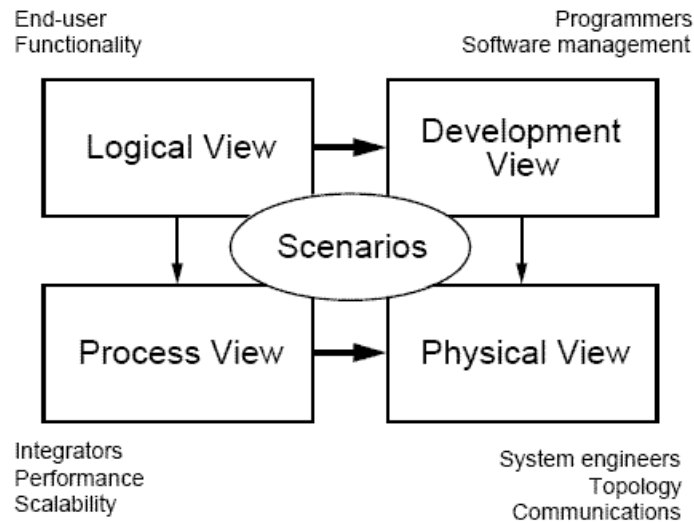 End-user
Functionality
Programmers
Software management
Logical View
Development
View
Scenarios
Process View
Physical View
Integrators
Performance
Scalability
System engineers
Topology
Communications